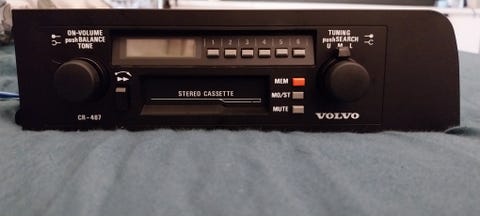 ON-VOLUME
push BALANCE
TONE
1 2 3 4 5 6
TUNING
push SEARCH
U M L
STEREO CASSETTE
MEM
MO/ST
MUTE
CR-467
VOLVO